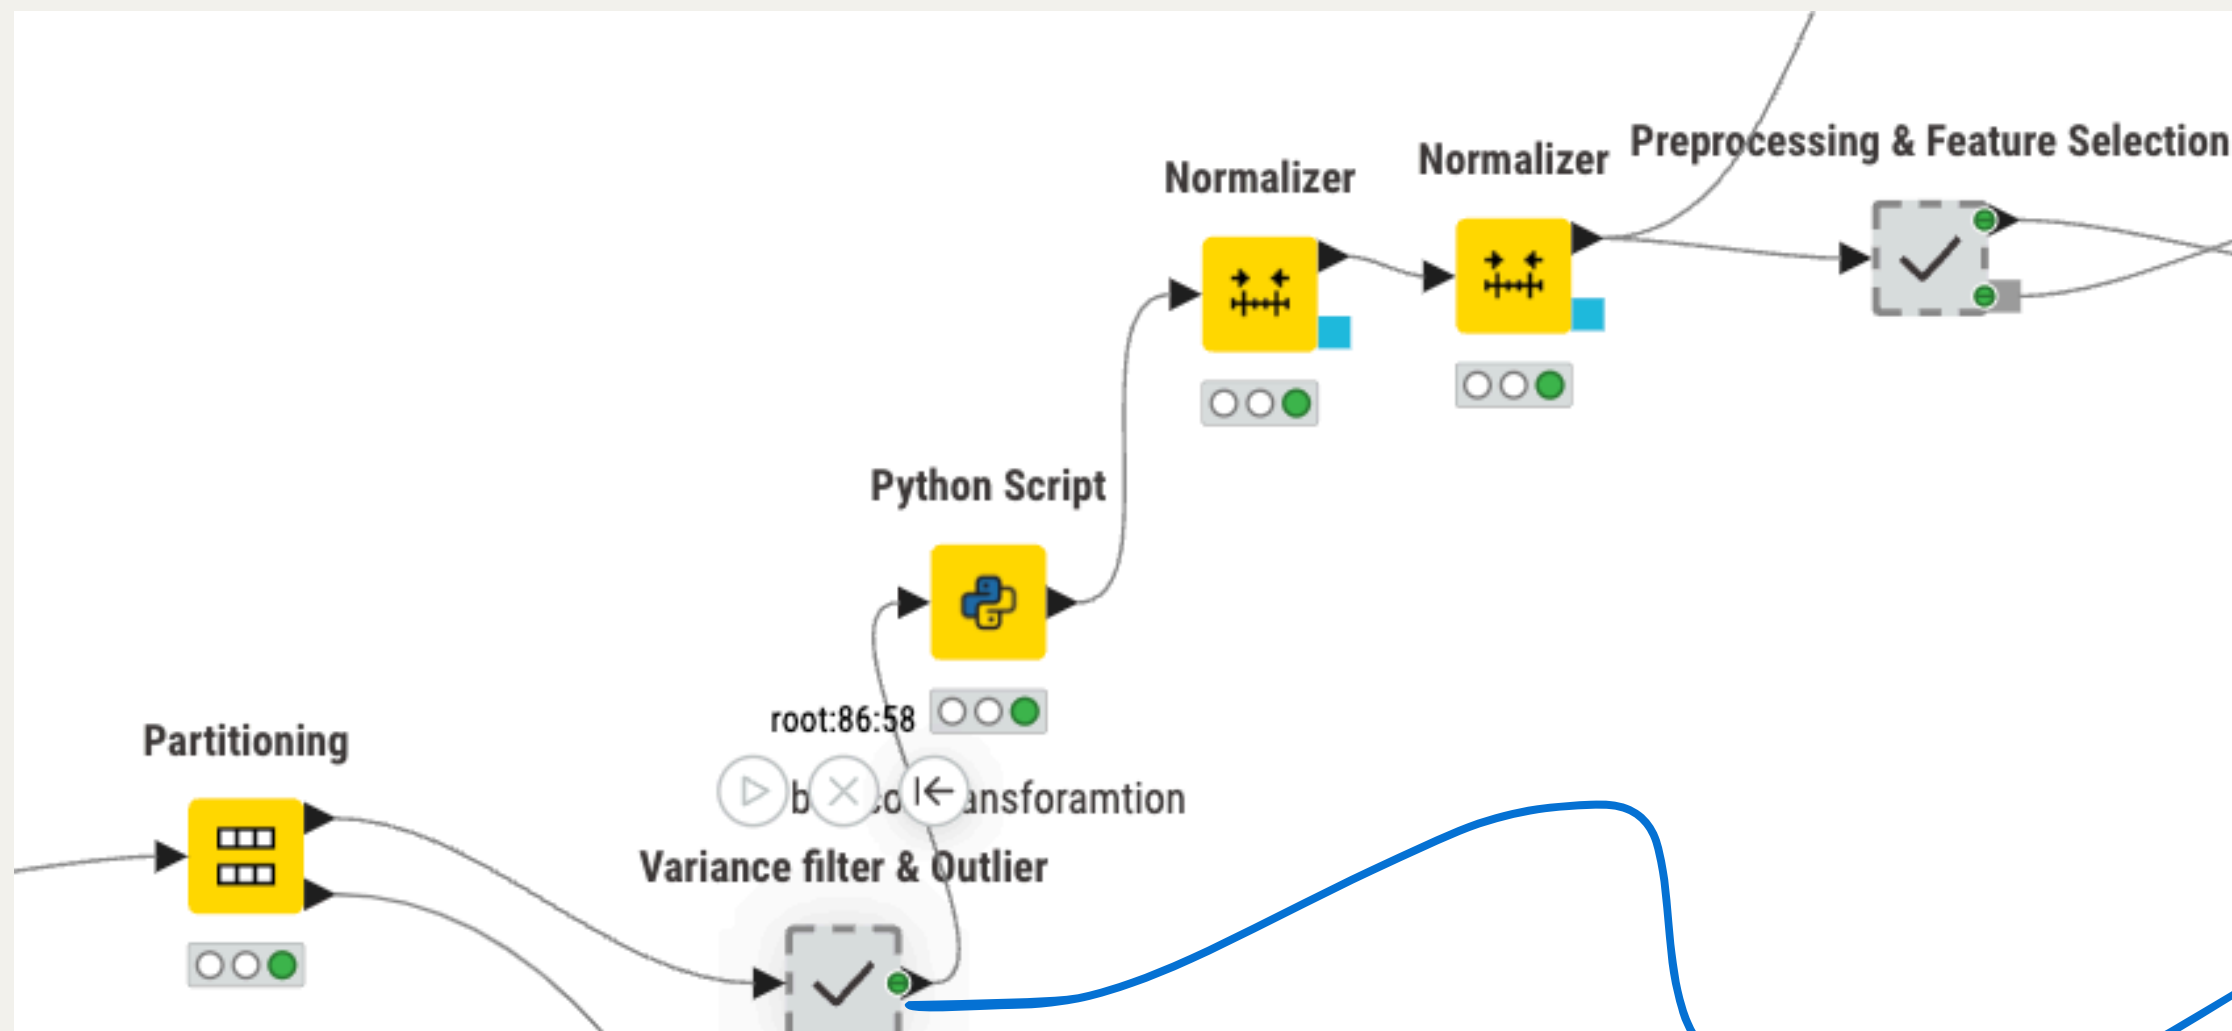 Preprocessing & Feature Selection
Normalizer
Normalizer
Python Script
root:86:58
Partitioning
ansforamtion
Variance filter & Outlier